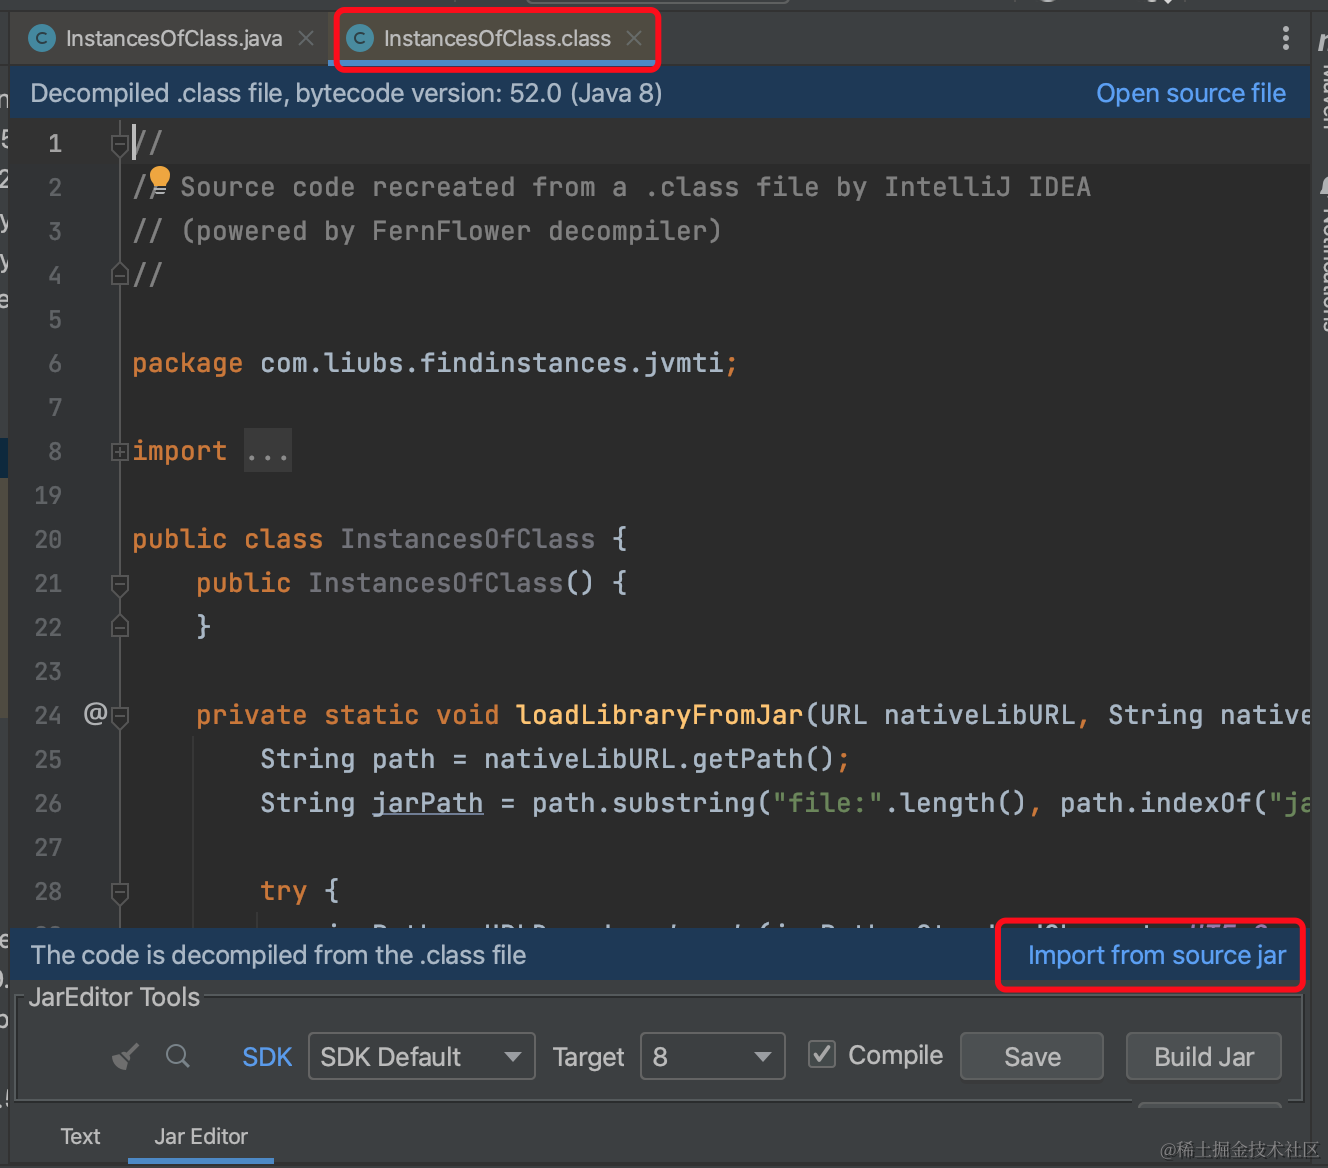 InstancesOfClass.java
InstancesOfClass.class
Decompiled .class file, bytecode version: 52.0 (Java 8)
Open source file
1 //
2 // Source code recreated from a .class file by IntelliJ IDEA
3 // (powered by FernFlower decompiler)
4 //
5
6 package com.liubs.findinstances.jvmti;
7
8 import ...
19
20 public class InstancesOfClass {
21 public InstancesOfClass() {
22 }
23
24 @ private static void loadLibraryFromJar(URL nativeLibURL, String native
25 String path = nativeLibURL.getPath();
26 String jarPath = path.substring("file:".length(), path.indexOf("ja
27
28 try {
The code is decompiled from the .class file
Import from source jar
JarEditor Tools
SDK
SDK Default
Target
8
Compile
Save
Build Jar
Text
Jar Editor
Notifications
@稀土掘金技术社区